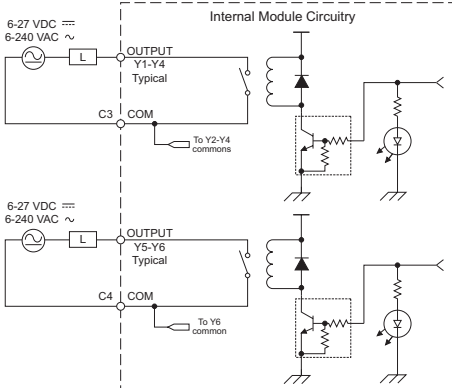 Internal Module Circuitry
6-27 VDC
6-240 VAC
L
OUTPUT
Y1-Y4
Typical
C3
COM
To Y2-Y4
commons
6-27 VDC
6-240 VAC
L
OUTPUT
Y5-Y6
Typical
C4
COM
To Y6
common